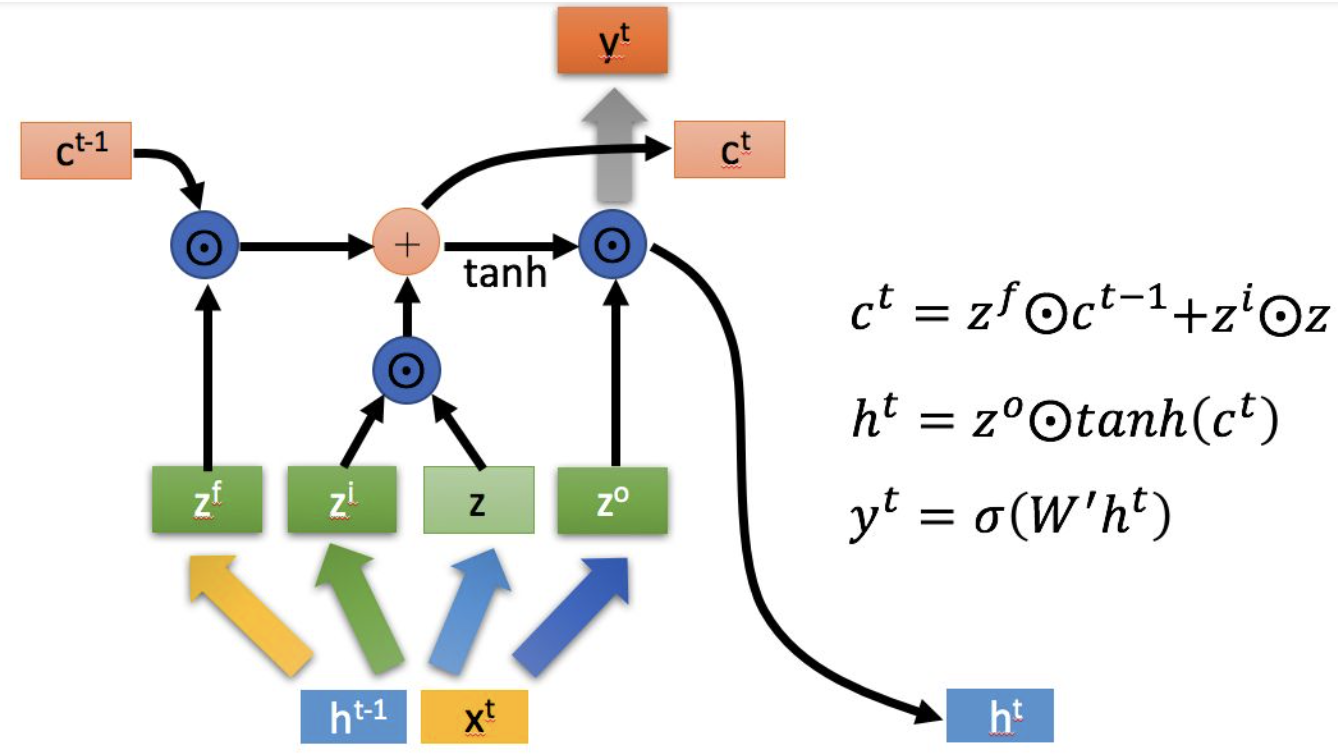 yᵗ
cᵗ⁻¹
cᵗ
⊙
+
tanh
⊙
⊙
cᵗ = zᶠ⊙cᵗ⁻¹+zⁱ⊙z
hᵗ = zᵒ⊙tanh(cᵗ)
yᵗ = σ(W′hᵗ)
zᶠ
zⁱ
z
zᵒ
hᵗ⁻¹
xᵗ
hᵗ